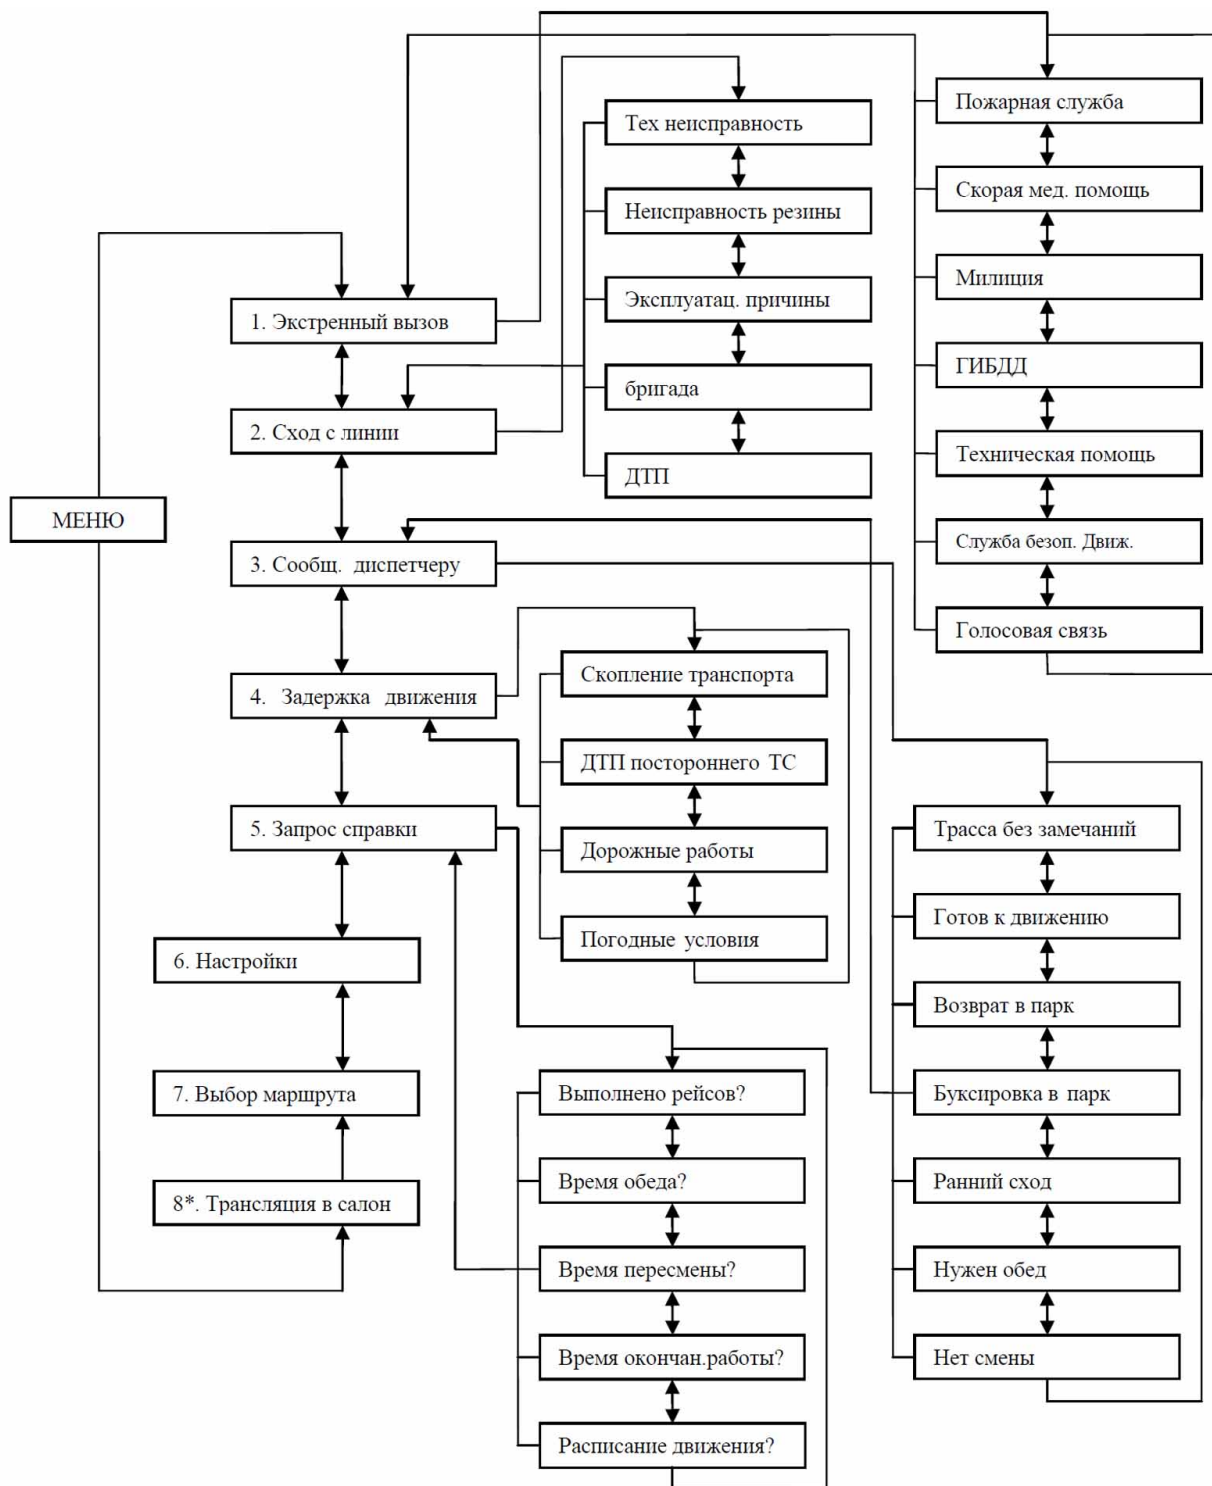 МЕНЮ
1. Экстренный вызов
2. Сход с линии
3. Сообщ. диспетчеру
4. Задержка движения
5. Запрос справки
6. Настройки
7. Выбор маршрута
8*. Трансляция в салон
Тех неисправность
Неисправность резины
Эксплуатац. причины
бригада
ДТП
Пожарная служба
Скорая мед. помощь
Милиция
ГИБДД
Техническая помощь
Служба безоп. Движ.
Голосовая связь
Скопление транспорта
ДТП постороннего ТС
Дорожные работы
Погодные условия
Выполнено рейсов?
Время обеда?
Время пересмены?
Время окончан.работы?
Расписание движения?
Трасса без замечаний
Готов к движению
Возврат в парк
Буксировка в парк
Ранний сход
Нужен обед
Нет смены